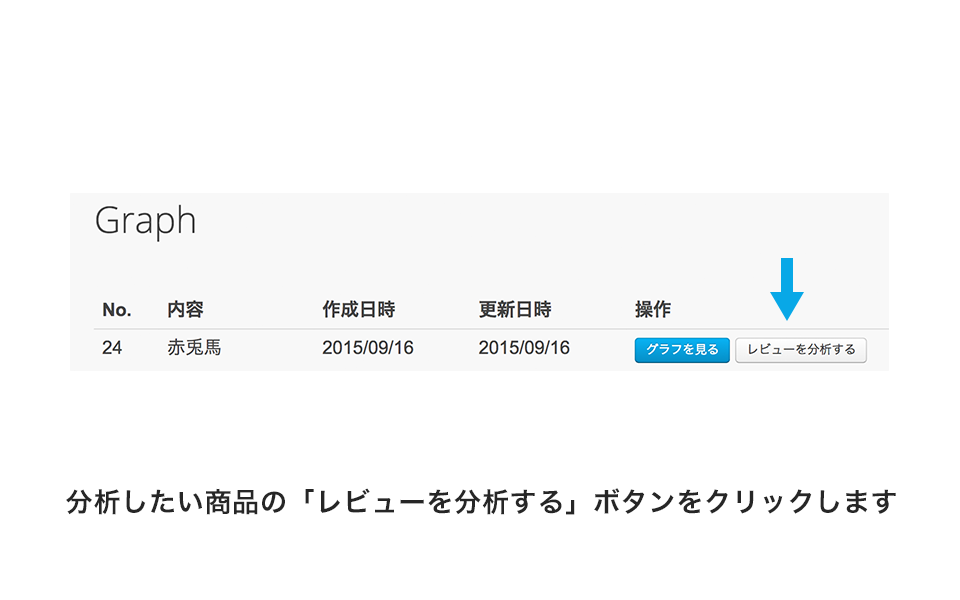 Graph
No. 内容 作成日時 更新日時 操作
24 赤兎馬 2015/09/16 2015/09/16 グラフを見る レビューを分析する
分析したい商品の「レビューを分析する」ボタンをクリックします